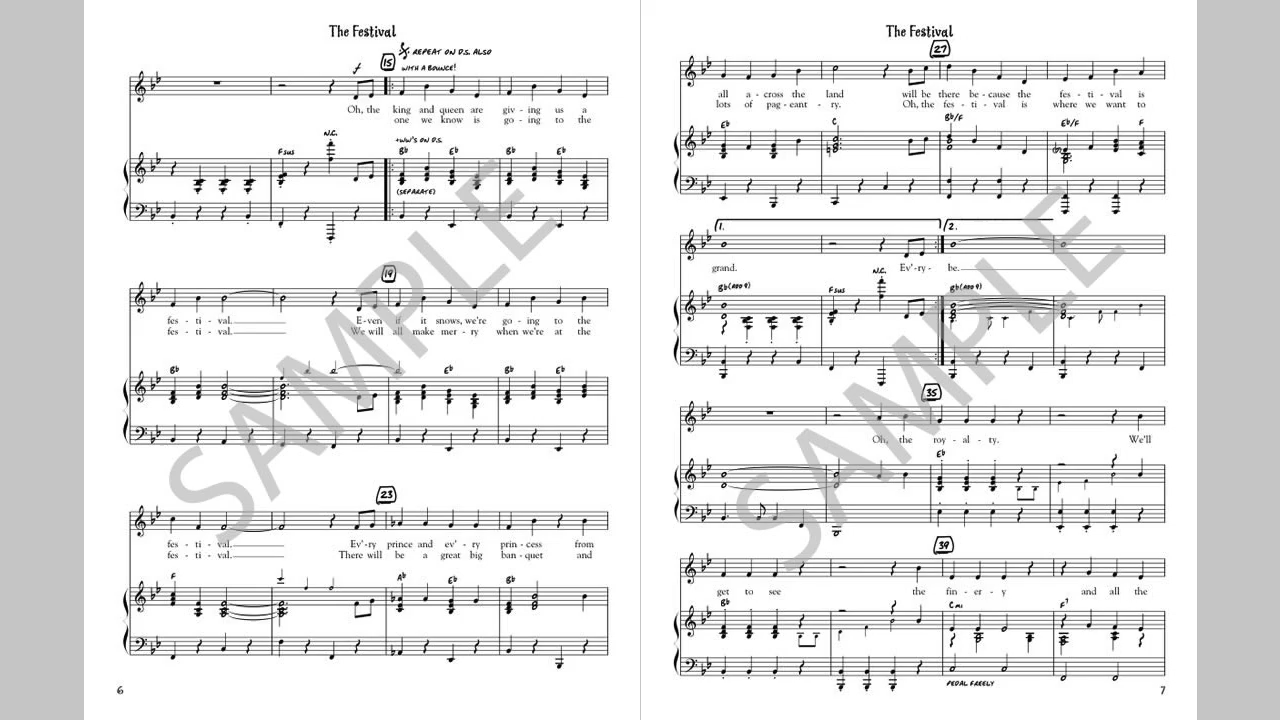 The Festival
15
REPEAT ON D.S. ALSO
WITH A BOUNCE!
f
Oh, the king and queen are giv - ing us a
one we know is go - ing to the
N.C.
Fsus
+WW'S ON D.S.
Bb Eb Bb Eb
(SEPARATE)
19
fes - ti - val. E - ven if it snows, we're go - ing to the
fes - ti - val. We will all make mer - ry when we're at the
Bb Bb Eb Bb Eb
23
fes - ti - val. Ev'-ry prince and ev' - ry prin - cess from
fes - ti - val. There will be a great big ban - quet and
F Ab Eb Bb
6
The Festival
27
all a - cross the land will be there be - cause the fes - ti - val is
lots of pag - eant - ry. Oh, the fes - ti - val is where we want to
Eb C Bb/F Eb/F F
1. 2.
grand. Ev'-ry - be.
N.C.
Bb(ADD 9) Fsus Bb(ADD 9)
35
Oh, the roy - al - ty. We'll
Eb
39
get to see the fin - er - y and all the
Bb Cmi F7
PEDAL FREELY
7
SAMPLE
SAMPLE